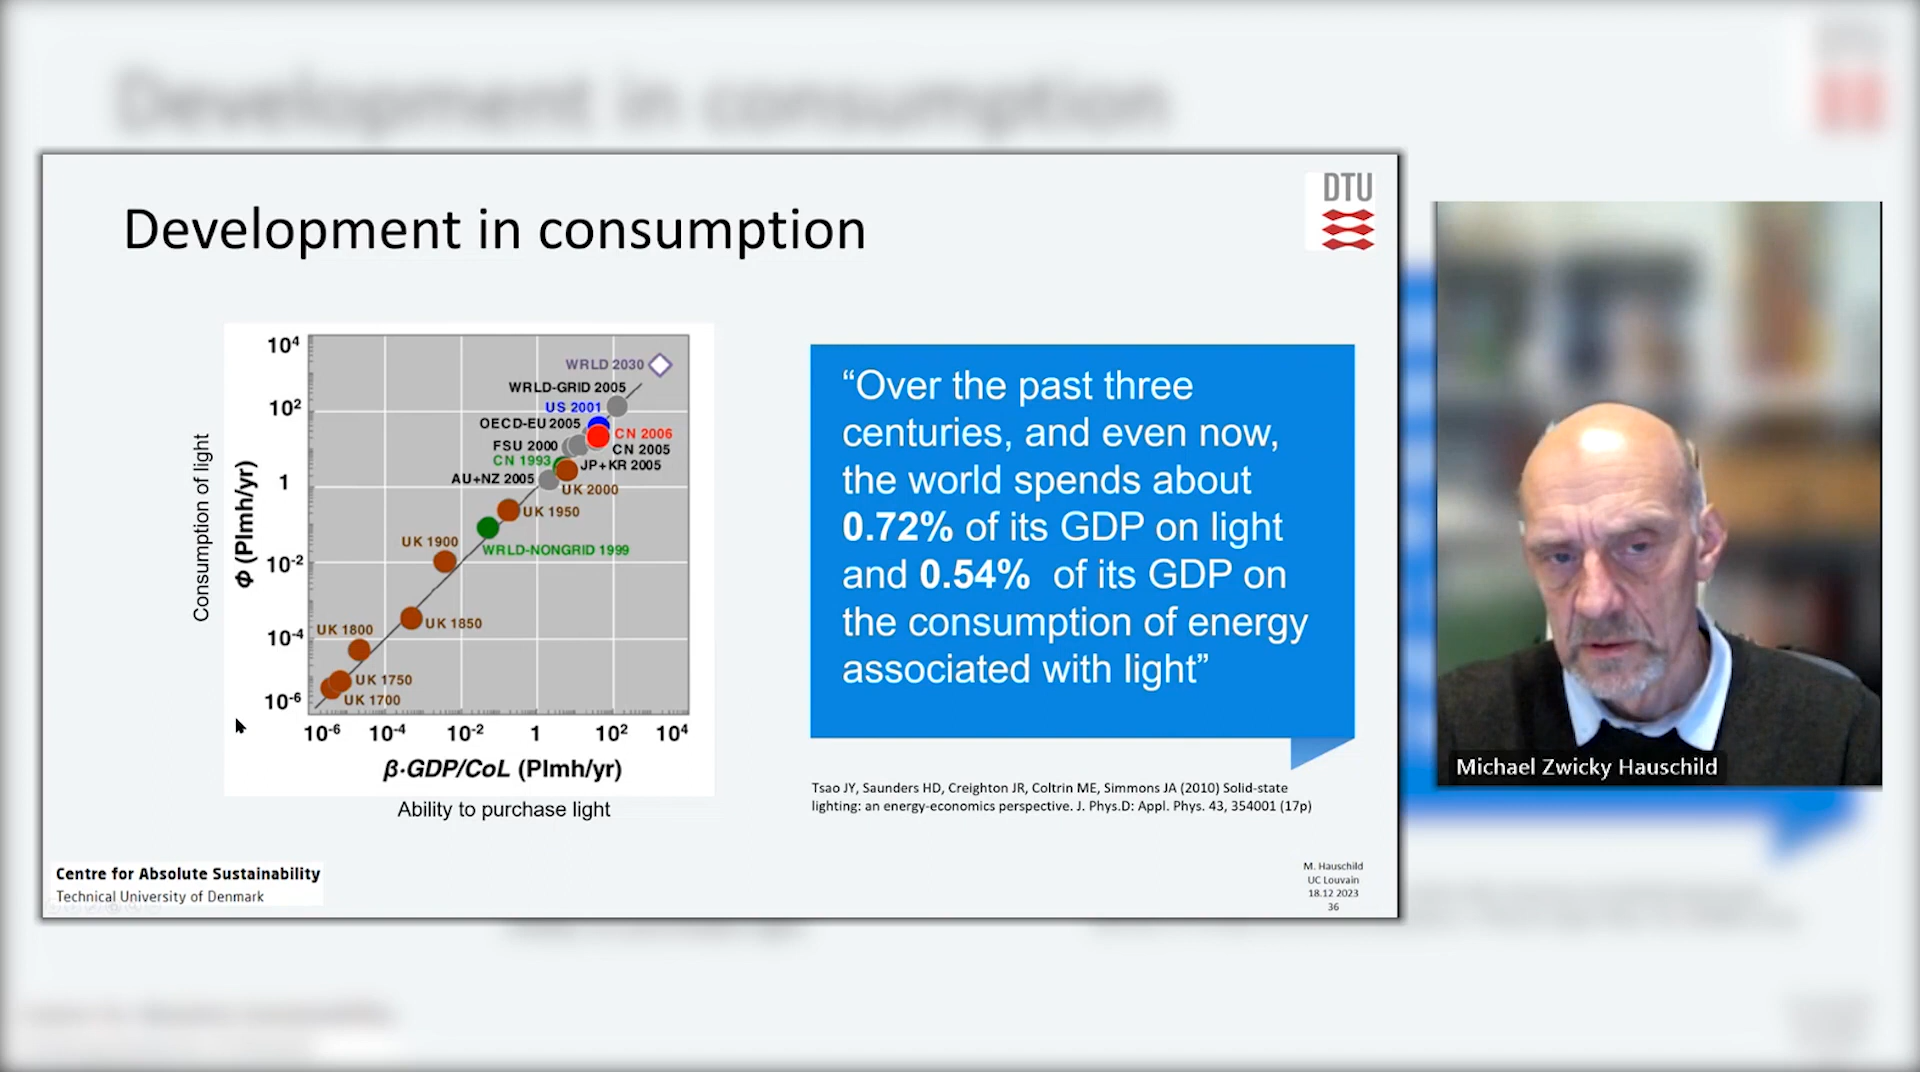 Development in consumption
DTU
Consumption of light
Φ (Plmh/yr)
10⁴
10²
1
10⁻²
10⁻⁴
10⁻⁶
WRLD 2030
WRLD-GRID 2005
US 2001
OECD-EU 2005
CN 2006
FSU 2000
CN 2005
CN 1993
JP+KR 2005
AU+NZ 2005
UK 2000
UK 1950
UK 1900
WRLD-NONGRID 1999
UK 1850
UK 1800
UK 1750
UK 1700
10⁻⁶ 10⁻⁴ 10⁻² 1 10² 10⁴
β·GDP/CoL (Plmh/yr)
Ability to purchase light
“Over the past three
centuries, and even now,
the world spends about
0.72% of its GDP on light
and 0.54% of its GDP on
the consumption of energy
associated with light”
Tsao JY, Saunders HD, Creighton JR, Coltrin ME, Simmons JA (2010) Solid-state
lighting: an energy-economics perspective. J. Phys.D: Appl. Phys. 43, 354001 (17p)
Centre for Absolute Sustainability
Technical University of Denmark
M. Hauschild
UC Louvain
18.12 2023
36
Michael Zwicky Hauschild